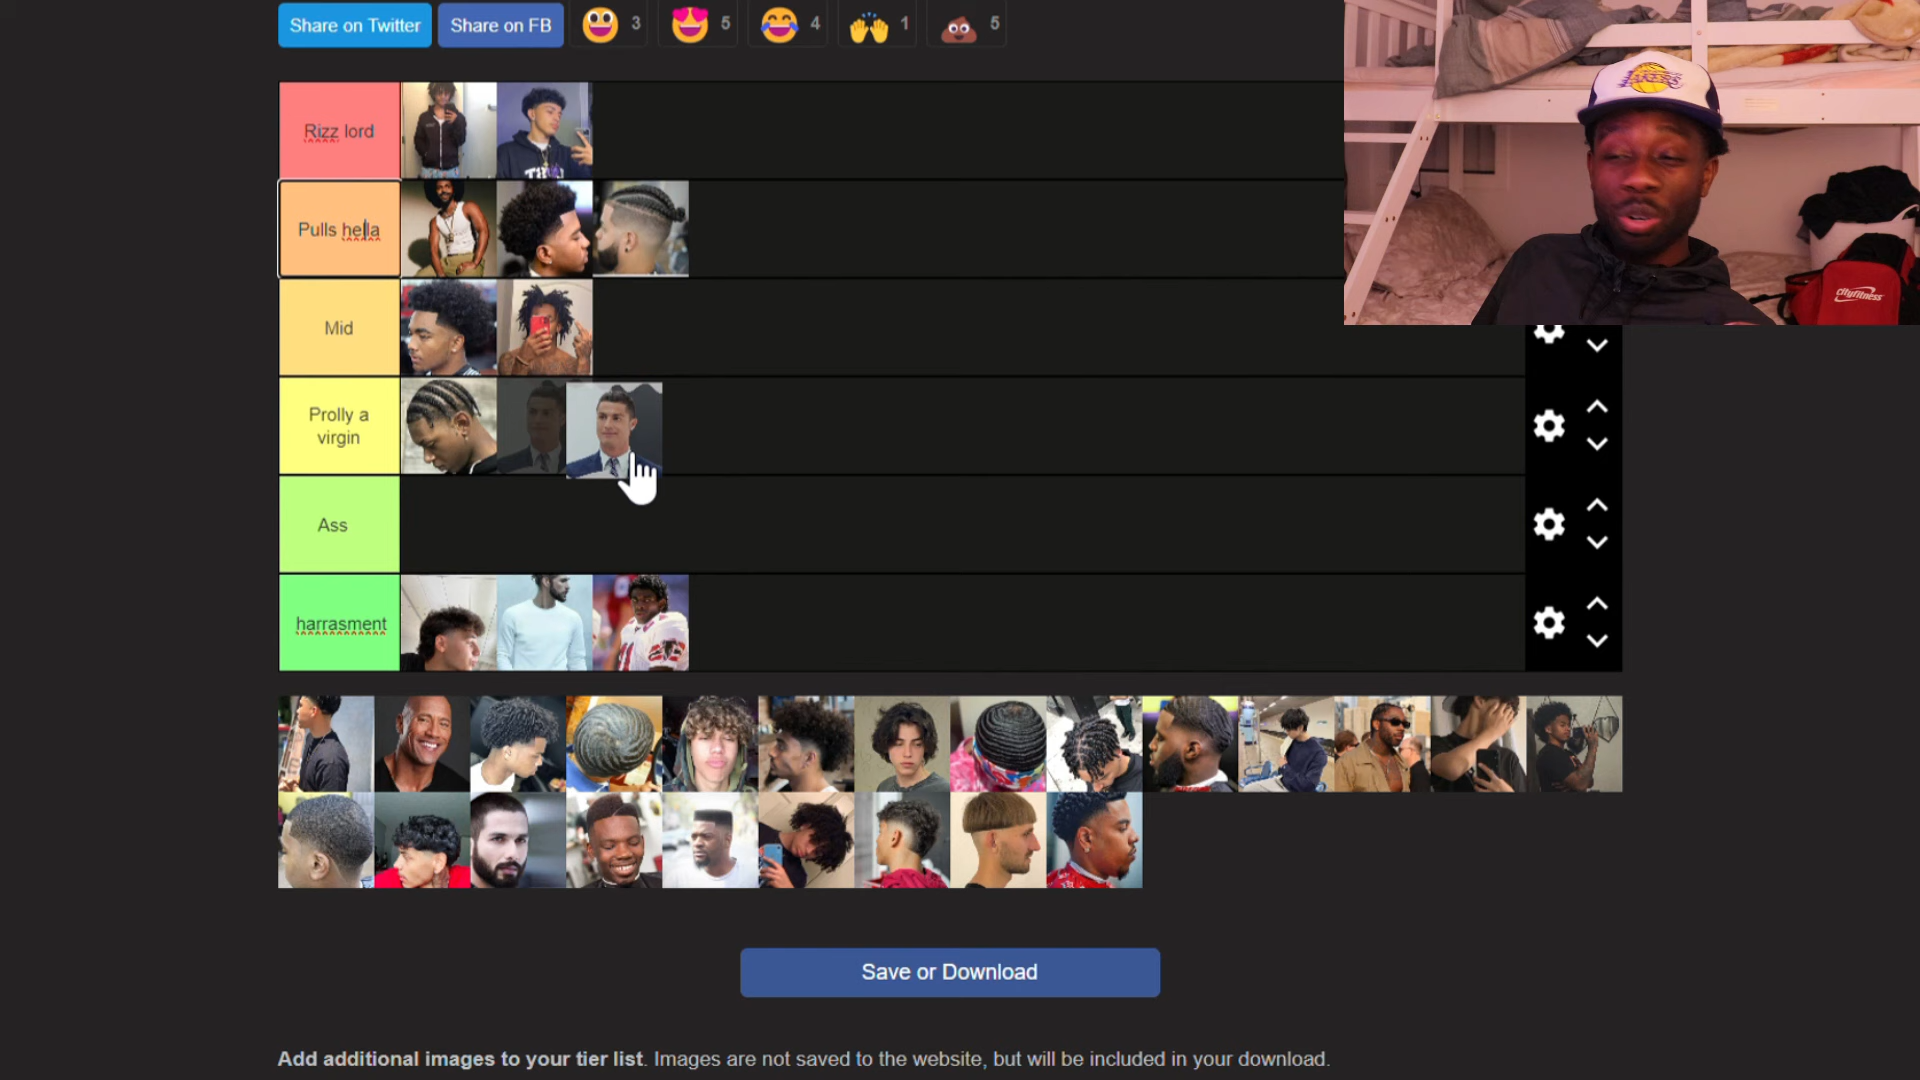 Share on Twitter
Share on FB
3
5
4
1
5
Rizz lord
Pulls hella
Mid
Prolly a
virgin
Ass
harrasment
LAKERS
cityfitness
Save or Download
Add additional images to your tier list. Images are not saved to the website, but will be included in your download.